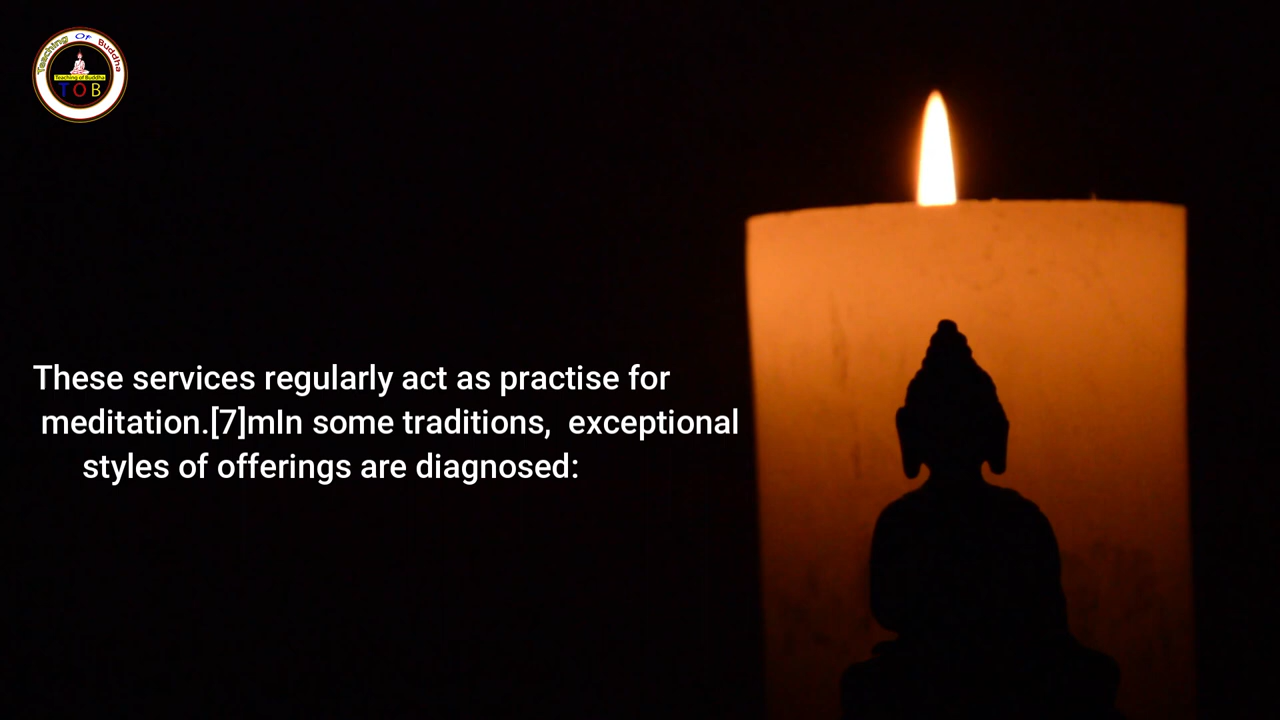 Teaching Of Buddha
Teaching of Buddha
T O B
These services regularly act as practise for
meditation.[7]mIn some traditions,  exceptional
styles of offerings are diagnosed: